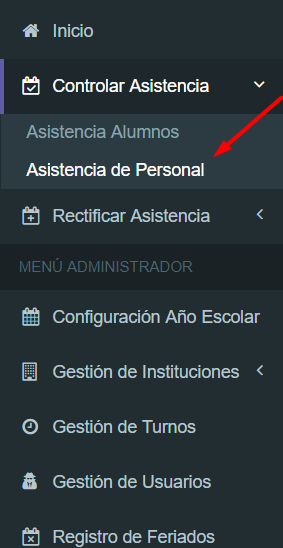 Inicio
Controlar Asistencia
Asistencia Alumnos
Asistencia de Personal
Rectificar Asistencia
MENÚ ADMINISTRADOR
Configuración Año Escolar
Gestión de Instituciones
Gestión de Turnos
Gestión de Usuarios
Registro de Feriados